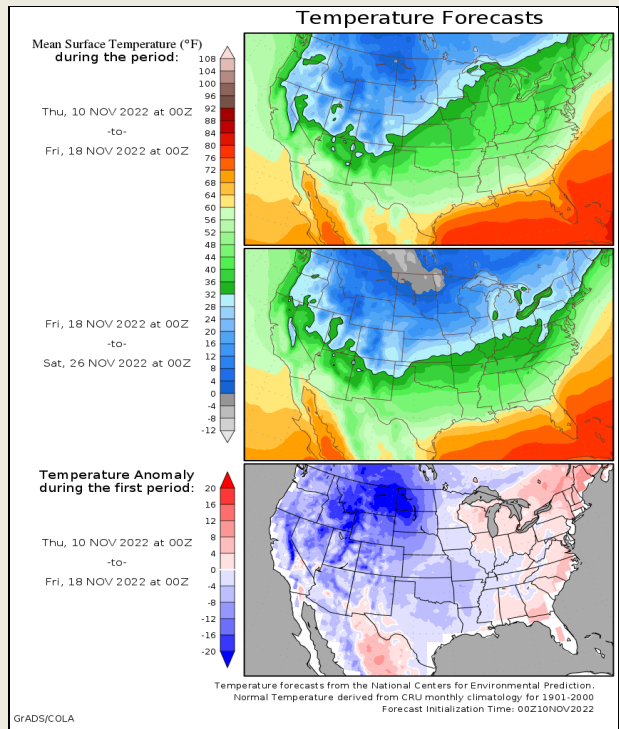 Temperature Forecasts
Mean Surface Temperature (°F)
during the period:
Thu, 10 NOV 2022 at 00Z
-to-
Fri, 18 NOV 2022 at 00Z
108
104
100
96
92
88
84
80
76
72
68
64
60
56
52
48
44
40
36
32
28
24
20
16
12
8
4
0
-4
-8
-12
Fri, 18 NOV 2022 at 00Z
-to-
Sat, 26 NOV 2022 at 00Z
Temperature Anomaly
during the first period:
Thu, 10 NOV 2022 at 00Z
-to-
Fri, 18 NOV 2022 at 00Z
20
16
12
8
4
0
-4
-8
-12
-16
-20
Temperature forecasts from the National Centers for Environmental Prediction.
Normal Temperature derived from CRU monthly climatology for 1901-2000
Forecast Initialization Time: 00Z10NOV2022
GrADS/COLA